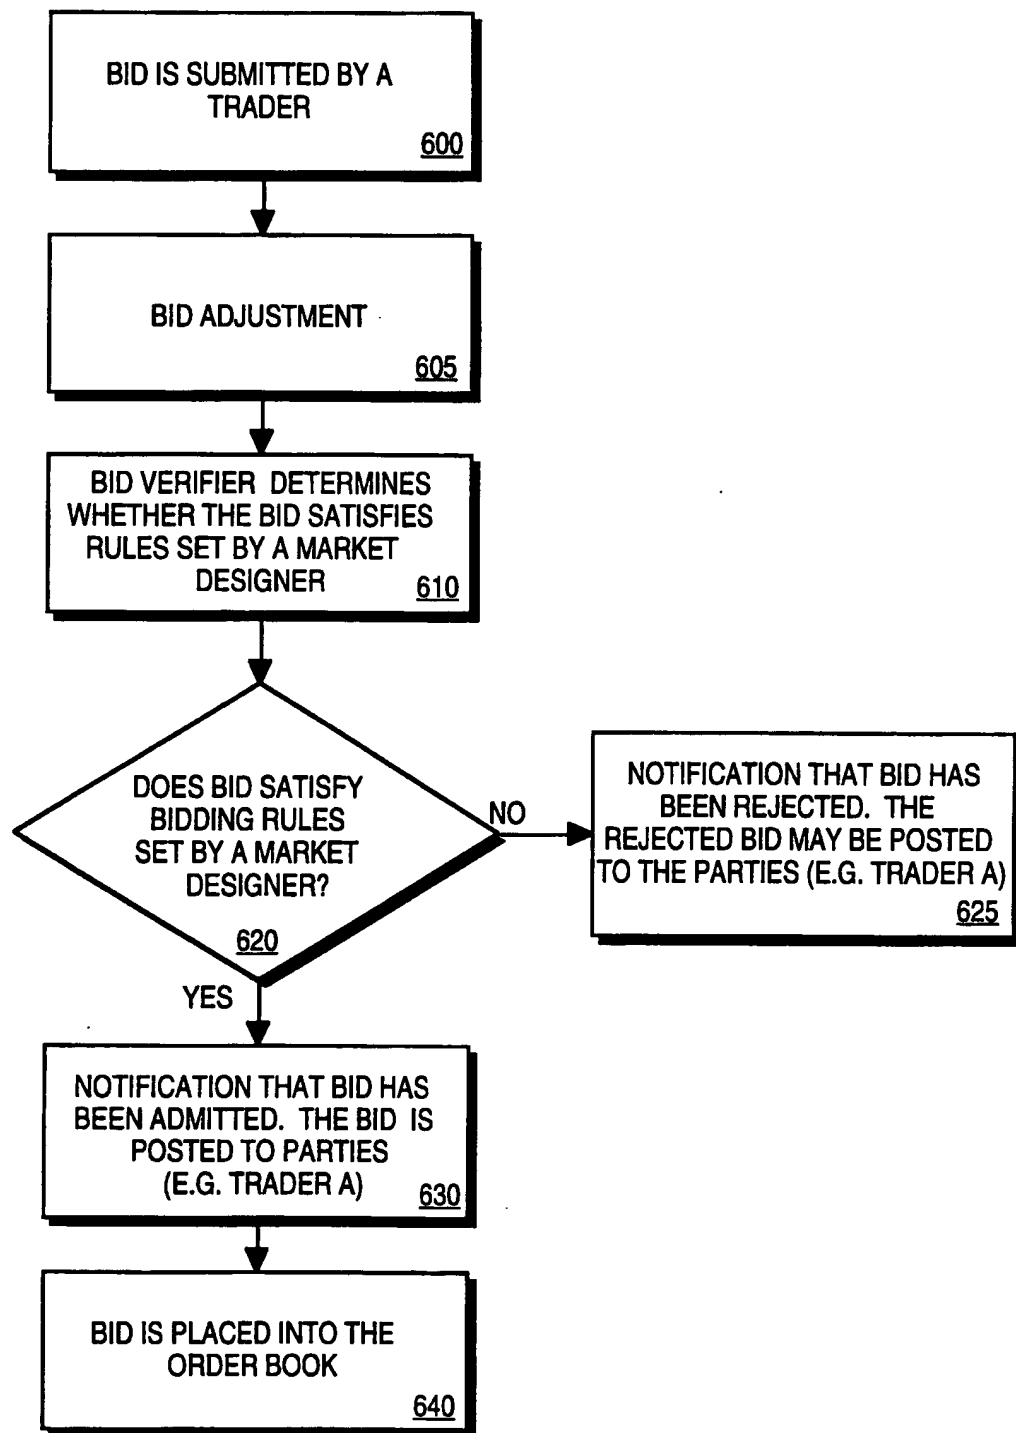 BID IS SUBMITTED BY A
TRADER
600
BID ADJUSTMENT
605
BID VERIFIER DETERMINES
WHETHER THE BID SATISFIES
RULES SET BY A MARKET
DESIGNER
610
DOES BID SATISFY
BIDDING RULES
SET BY A MARKET
DESIGNER?
620
NO
NOTIFICATION THAT BID HAS
BEEN REJECTED. THE
REJECTED BID MAY BE POSTED
TO THE PARTIES (E.G. TRADER A)
625
YES
NOTIFICATION THAT BID HAS
BEEN ADMITTED. THE BID IS
POSTED TO PARTIES
(E.G. TRADER A)
630
BID IS PLACED INTO THE
ORDER BOOK
640